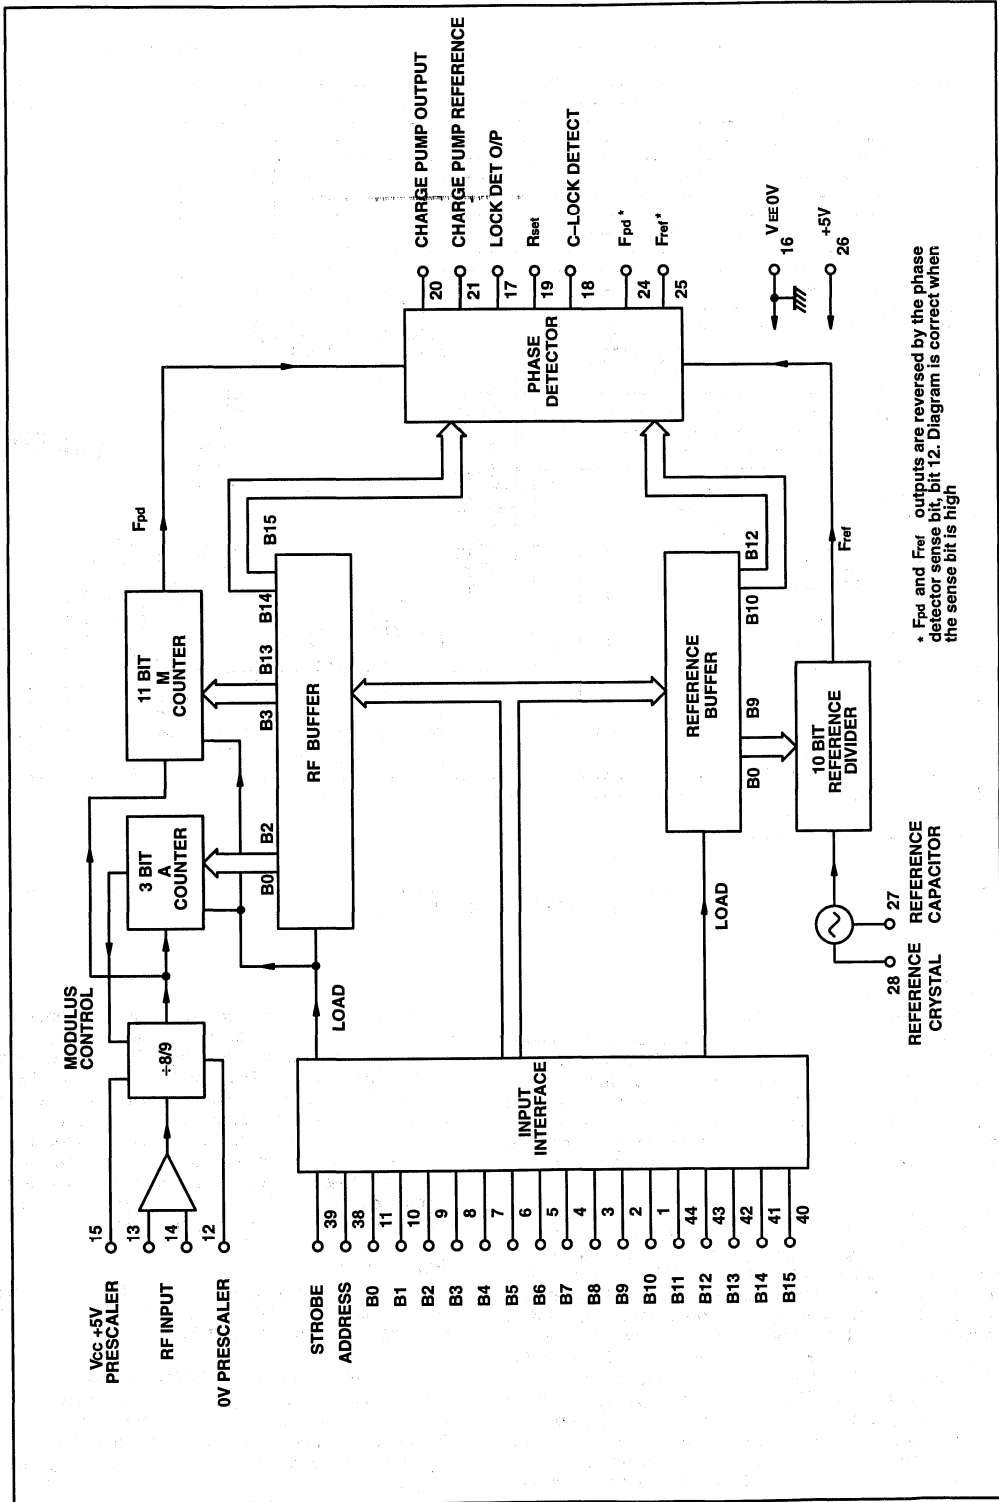 VCC +5V
PRESCALER
15
RF INPUT
13
14
0V PRESCALER
12
MODULUS
CONTROL
÷8/9
3 BIT
A
COUNTER
11 BIT
M
COUNTER
Fpd
B0
B2
B3
B13
B14
B15
RF BUFFER
LOAD
STROBE
39
ADDRESS
38
B0
11
B1
10
B2
9
B3
8
B4
7
B5
6
B6
5
B7
4
B8
3
B9
2
B10
1
B11
44
B12
43
B13
42
B14
41
B15
40
INPUT
INTERFACE
LOAD
REFERENCE
BUFFER
B0
B9
B10
B12
10 BIT
REFERENCE
DIVIDER
Fref
28
REFERENCE
CRYSTAL
27
REFERENCE
CAPACITOR
PHASE
DETECTOR
20
CHARGE PUMP OUTPUT
21
CHARGE PUMP REFERENCE
17
LOCK DET O/P
19
Rset
18
C–LOCK DETECT
24
Fpd *
25
Fref *
VEE 0V
16
+5V
26
* Fpd and Fref outputs are reversed by the phase
detector sense bit, bit 12. Diagram is correct when
the sense bit is high